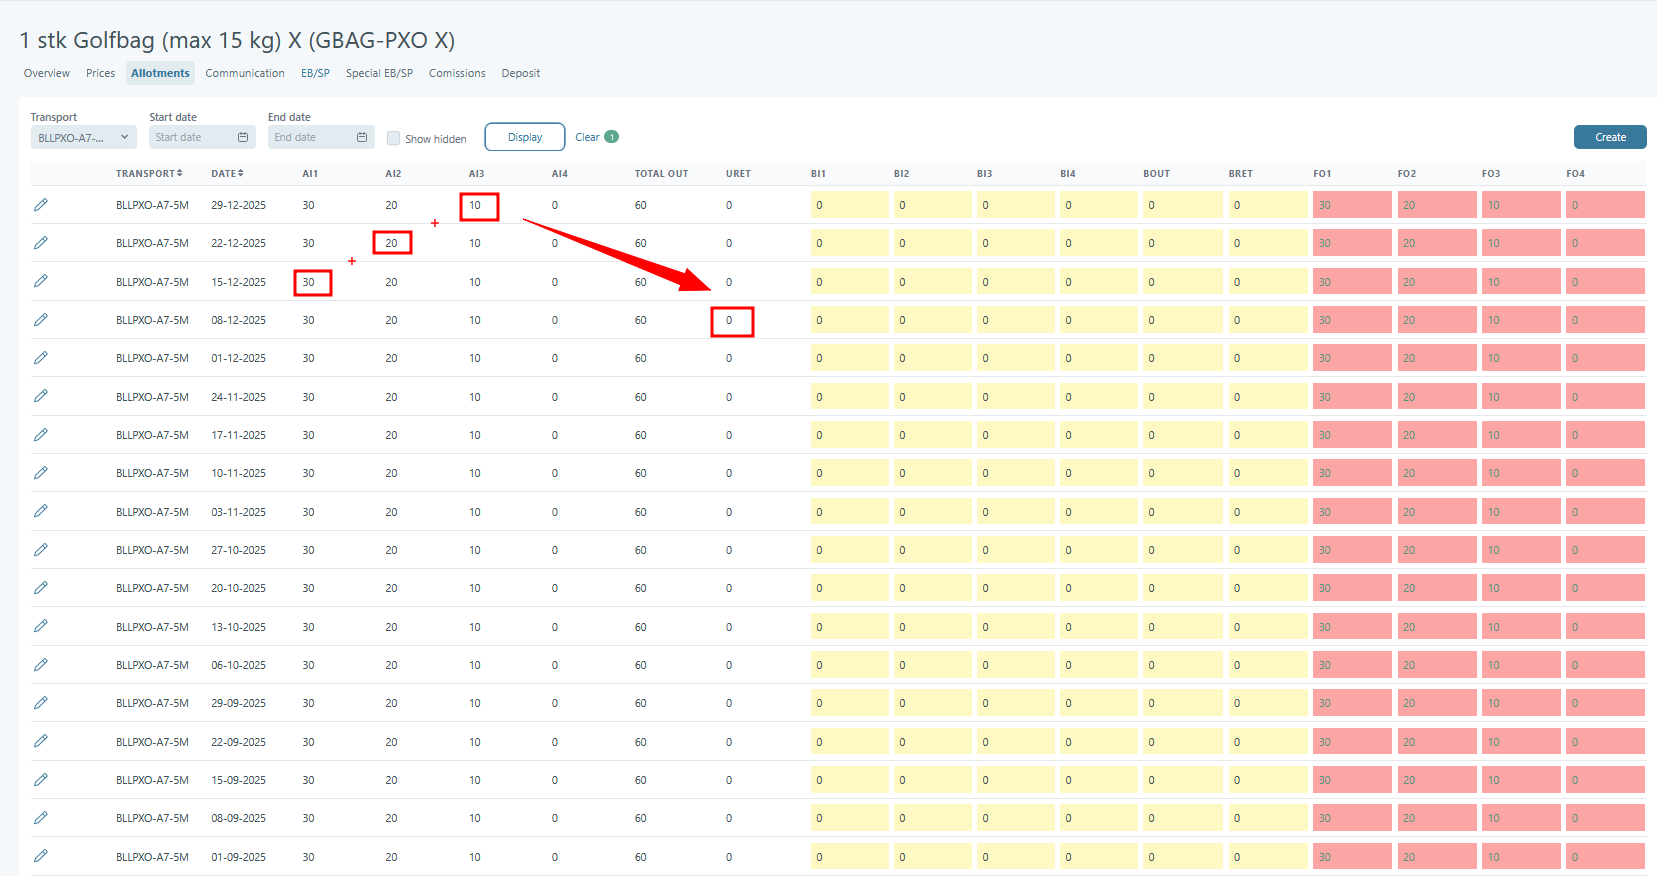 1 stk Golfbag (max 15 kg) X (GBAG-PXO X)
Overview Prices Allotments Communication EB/SP Special EB/SP Comissions Deposit
Transport Start date End date
BLLPXO-A7-... Start date End date Show hidden Display Clear 1 Create
TRANSPORT DATE AI1 AI2 AI3 AI4 TOTAL OUT URET BI1 BI2 BI3 BI4 BOUT BRET FO1 FO2 FO3 FO4
BLLPXO-A7-5M 29-12-2025 30 20 10 0 60 0 0 0 0 0 0 0 30 20 10 0
BLLPXO-A7-5M 22-12-2025 30 20 10 0 60 0 0 0 0 0 0 0 30 20 10 0
BLLPXO-A7-5M 15-12-2025 30 20 10 0 60 0 0 0 0 0 0 0 30 20 10 0
BLLPXO-A7-5M 08-12-2025 30 20 10 0 60 0 0 0 0 0 0 0 30 20 10 0
BLLPXO-A7-5M 01-12-2025 30 20 10 0 60 0 0 0 0 0 0 0 30 20 10 0
BLLPXO-A7-5M 24-11-2025 30 20 10 0 60 0 0 0 0 0 0 0 30 20 10 0
BLLPXO-A7-5M 17-11-2025 30 20 10 0 60 0 0 0 0 0 0 0 30 20 10 0
BLLPXO-A7-5M 10-11-2025 30 20 10 0 60 0 0 0 0 0 0 0 30 20 10 0
BLLPXO-A7-5M 03-11-2025 30 20 10 0 60 0 0 0 0 0 0 0 30 20 10 0
BLLPXO-A7-5M 27-10-2025 30 20 10 0 60 0 0 0 0 0 0 0 30 20 10 0
BLLPXO-A7-5M 20-10-2025 30 20 10 0 60 0 0 0 0 0 0 0 30 20 10 0
BLLPXO-A7-5M 13-10-2025 30 20 10 0 60 0 0 0 0 0 0 0 30 20 10 0
BLLPXO-A7-5M 06-10-2025 30 20 10 0 60 0 0 0 0 0 0 0 30 20 10 0
BLLPXO-A7-5M 29-09-2025 30 20 10 0 60 0 0 0 0 0 0 0 30 20 10 0
BLLPXO-A7-5M 22-09-2025 30 20 10 0 60 0 0 0 0 0 0 0 30 20 10 0
BLLPXO-A7-5M 15-09-2025 30 20 10 0 60 0 0 0 0 0 0 0 30 20 10 0
BLLPXO-A7-5M 08-09-2025 30 20 10 0 60 0 0 0 0 0 0 0 30 20 10 0
BLLPXO-A7-5M 01-09-2025 30 20 10 0 60 0 0 0 0 0 0 0 30 20 10 0